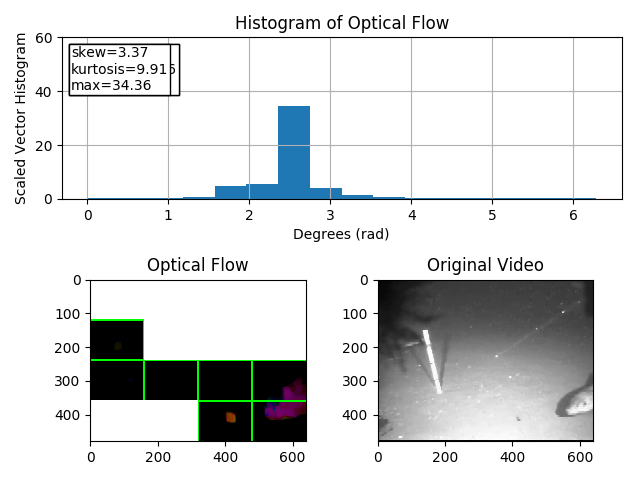 Histogram of Optical Flow
Scaled Vector Histogram
60
40
20
0
skew=3.37
kurtosis=9.915
max=34.36
0 1 2 3 4 5 6
Degrees (rad)
Optical Flow
0
100
200
300
400
0 200 400 600
Original Video
0
100
200
300
400
0 200 400 600